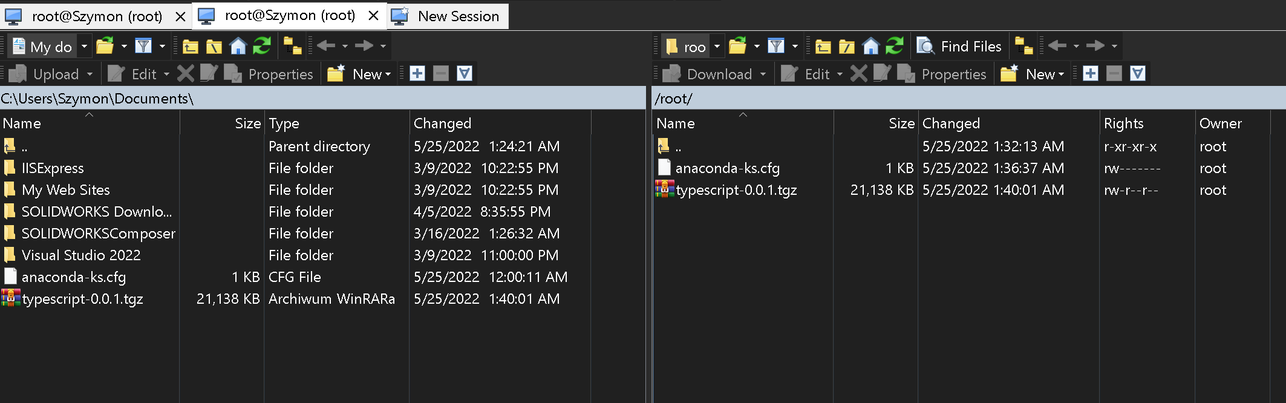 root@Szymon (root) root@Szymon (root) New Session
My do roo Find Files
Upload Edit Properties New Download Edit Properties New
C:\Users\Szymon\Documents\ /root/
Name Size Type Changed Name Size Changed Rights Owner
.. Parent directory 5/25/2022 1:24:21 AM .. 5/25/2022 1:32:13 AM r-xr-xr-x root
IISExpress File folder 3/9/2022 10:22:55 PM anaconda-ks.cfg 1 KB 5/25/2022 1:36:37 AM rw------- root
My Web Sites File folder 3/9/2022 10:22:55 PM typescript-0.0.1.tgz 21,138 KB 5/25/2022 1:40:01 AM rw-r--r-- root
SOLIDWORKS Downlo... File folder 4/5/2022 8:35:55 PM
SOLIDWORKSComposer File folder 3/16/2022 1:26:32 AM
Visual Studio 2022 File folder 3/9/2022 11:00:00 PM
anaconda-ks.cfg 1 KB CFG File 5/25/2022 12:00:11 AM
typescript-0.0.1.tgz 21,138 KB Archiwum WinRARa 5/25/2022 1:40:01 AM